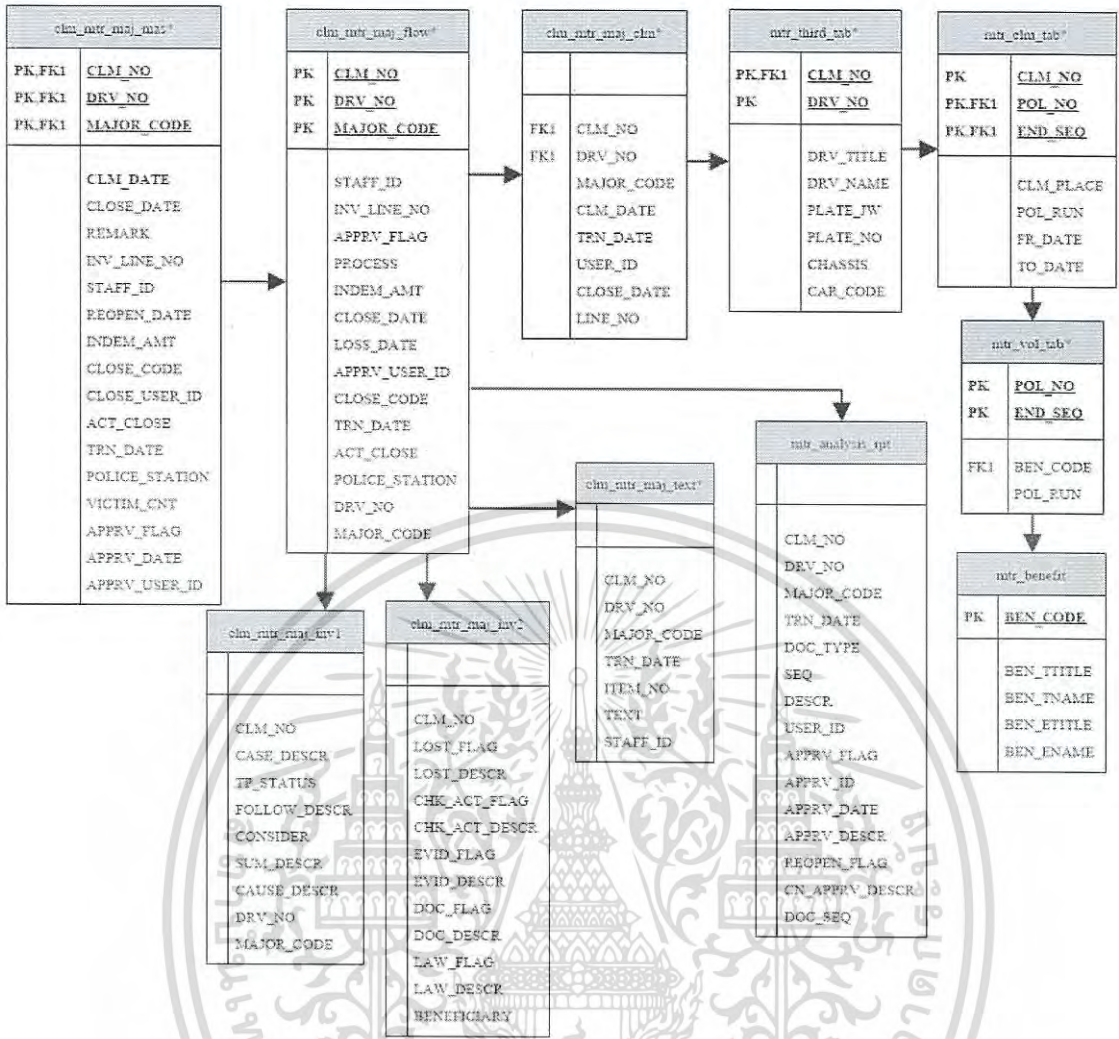 clm_mtr_maj_mas*
PK,FK1 CLM_NO
PK,FK1 DRV_NO
PK,FK1 MAJOR_CODE
CLM_DATE
CLOSE_DATE
REMARK
INV_LINE_NO
STAFF_ID
REOPEN_DATE
INDEM_AMT
CLOSE_CODE
CLOSE_USER_ID
ACT_CLOSE
TRN_DATE
POLICE_STATION
VICTIM_CNT
APPRV_FLAG
APPRV_DATE
APPRV_USER_ID
clm_mtr_maj_flow*
PK CLM_NO
PK DRV_NO
PK MAJOR_CODE
STAFF_ID
INV_LINE_NO
APPRV_FLAG
PROCESS
INDEM_AMT
CLOSE_DATE
LOSS_DATE
APPRV_USER_ID
CLOSE_CODE
TRN_DATE
ACT_CLOSE
POLICE_STATION
DRV_NO
MAJOR_CODE
clm_mtr_maj_clm*
FK1 CLM_NO
FK1 DRV_NO
MAJOR_CODE
CLM_DATE
TRN_DATE
USER_ID
CLOSE_DATE
LINE_NO
mtr_third_tab*
PK,FK1 CLM_NO
PK DRV_NO
DRV_TITLE
DRV_NAME
PLATE_JW
PLATE_NO
CHASSIS
CAR_CODE
mtr_clm_tab*
PK CLM_NO
PK,FK1 POL_NO
PK,FK1 END_SEQ
CLM_PLACE
POL_RUN
FR_DATE
TO_DATE
mtr_vol_tab*
PK POL_NO
PK END_SEQ
FK1 BEN_CODE
POL_RUN
mtr_benefit
PK BEN_CODE
BEN_TTITLE
BEN_TNAME
BEN_ETITLE
BEN_ENAME
mtr_analysis_rpt
CLM_NO
DRV_NO
MAJOR_CODE
TRN_DATE
DOC_TYPE
SEQ
DESCR
USER_ID
APPRV_FLAG
APPRV_ID
APPRV_DATE
APPRV_DESCR
REOPEN_FLAG
CN_APPRV_DESCR
DOC_SEQ
clm_mtr_maj_text*
CLM_NO
DRV_NO
MAJOR_CODE
TRN_DATE
ITEM_NO
TEXT
STAFF_ID
clm_mtr_maj_inv1
CLM_NO
CASE_DESCR
TP_STATUS
FOLLOW_DESCR
CONSIDER
SUM_DESCR
CAUSE_DESCR
DRV_NO
MAJOR_CODE
clm_mtr_maj_inv2
CLM_NO
LOST_FLAG
LOST_DESCR
CHK_ACT_FLAG
CHK_ACT_DESCR
EVID_FLAG
EVID_DESCR
DOC_FLAG
DOC_DESCR
LAW_FLAG
LAW_DESCR
BENEFICIARY